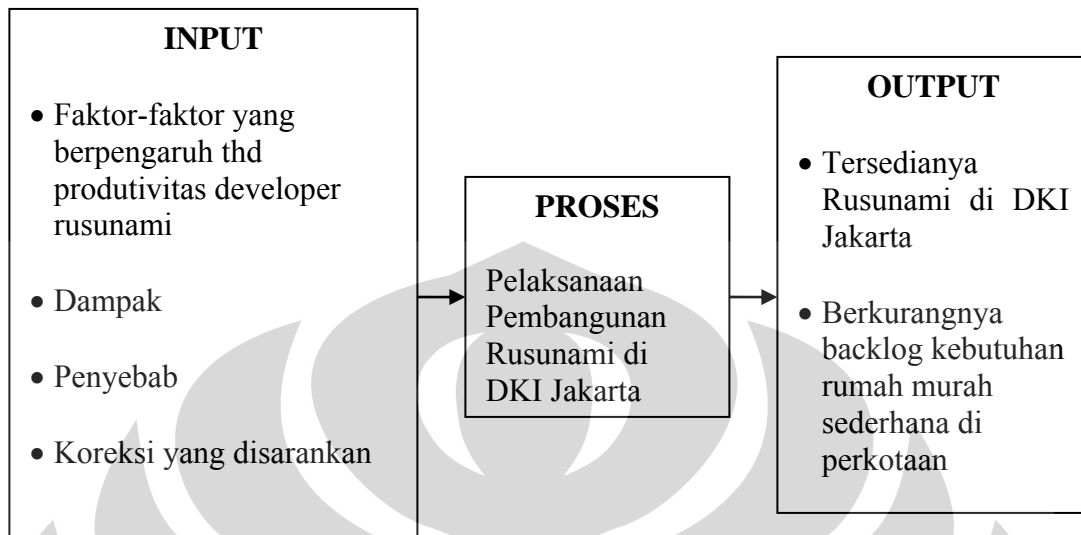 INPUT
• Faktor-faktor yang
berpengaruh thd
produtivitas developer
rusunami
• Dampak
• Penyebab
• Koreksi yang disarankan
PROSES
Pelaksanaan
Pembangunan
Rusunami di
DKI Jakarta
OUTPUT
• Tersedianya
Rusunami di DKI
Jakarta
• Berkurangnya
backlog kebutuhan
rumah murah
sederhana di
perkotaan